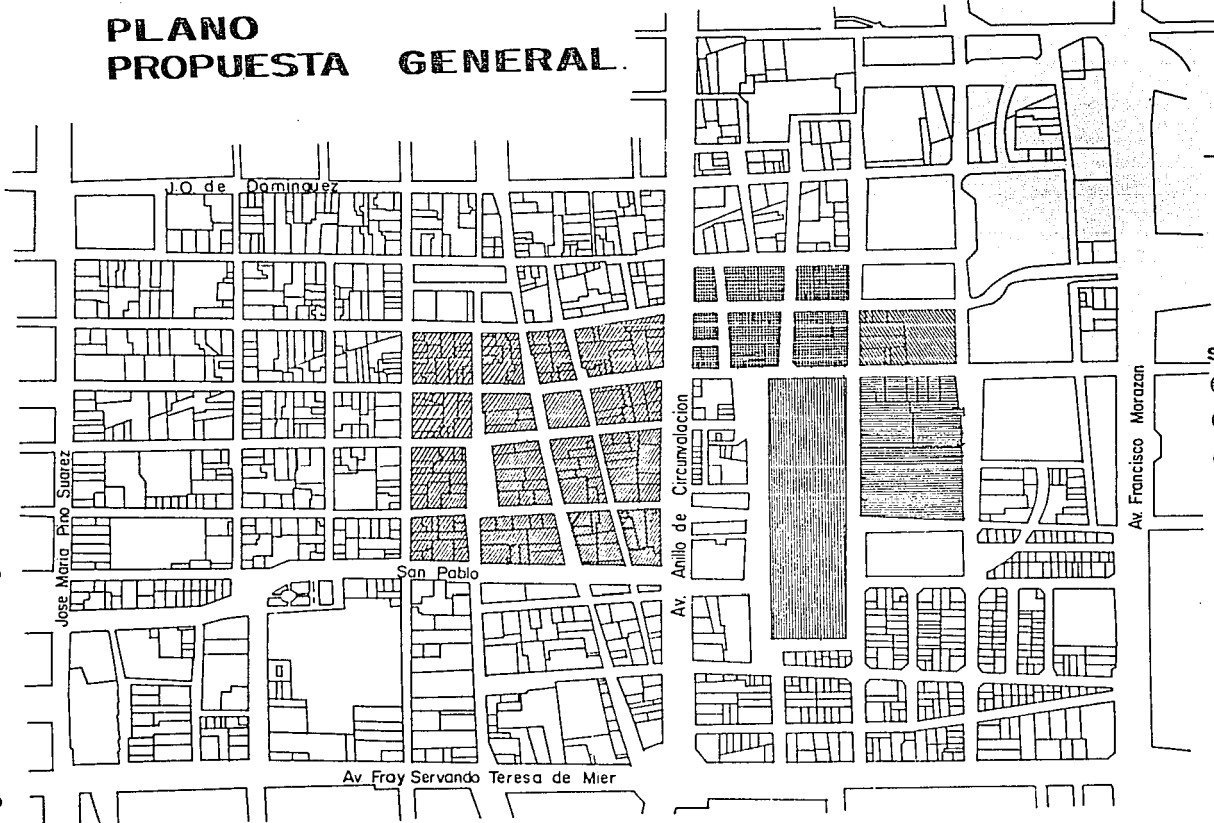 PLANO
PROPUESTA GENERAL.
J.O. de Dominguez
Jose Maria Pino Suarez
San Pablo
Av. Anillo de Circunvalacion
Av. Francisco Morazan
Av Fray Servando Teresa de Mier